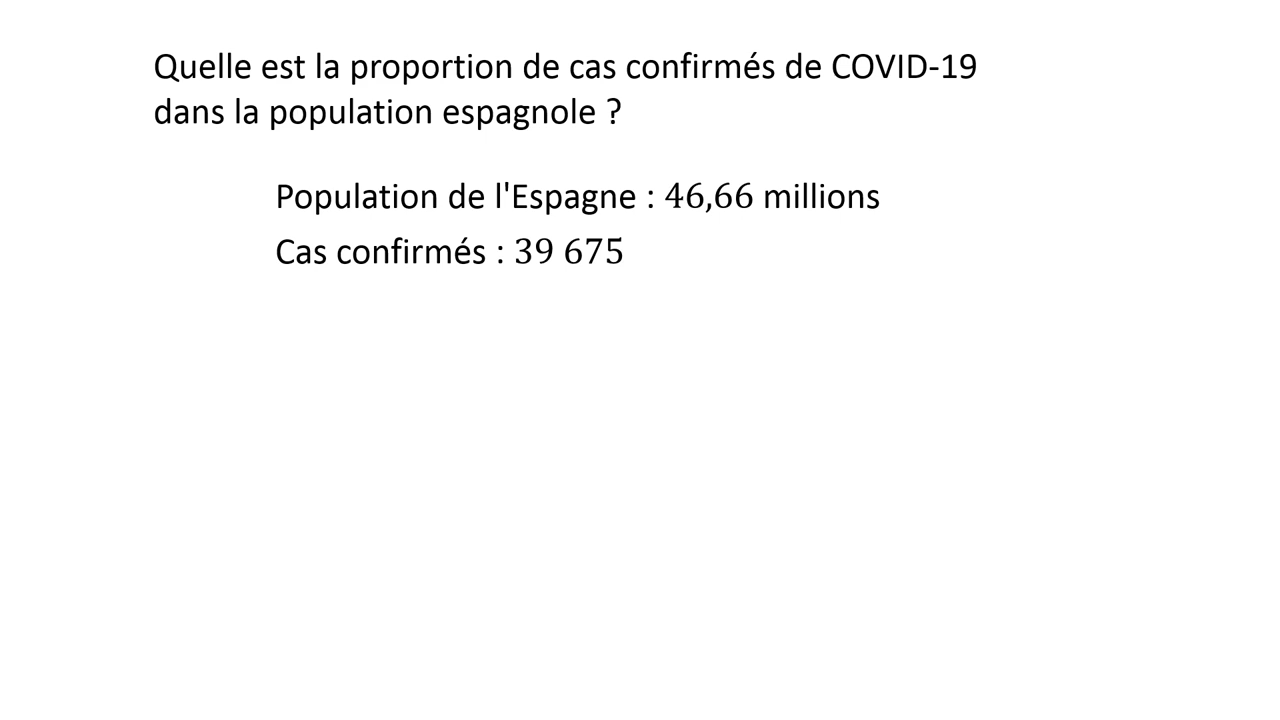 Quelle est la proportion de cas confirmés de COVID-19
dans la population espagnole ?
Population de l'Espagne : 46,66 millions
Cas confirmés : 39 675